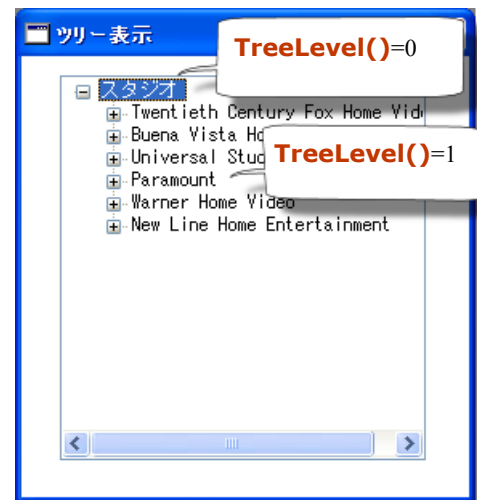 ツリー表示
TreeLevel()=0
スタジオ
Twentieth Century Fox Home Vid
Buena Vista Ho
Universal Stud
TreeLevel()=1
Paramount
Warner Home Video
New Line Home Entertainment